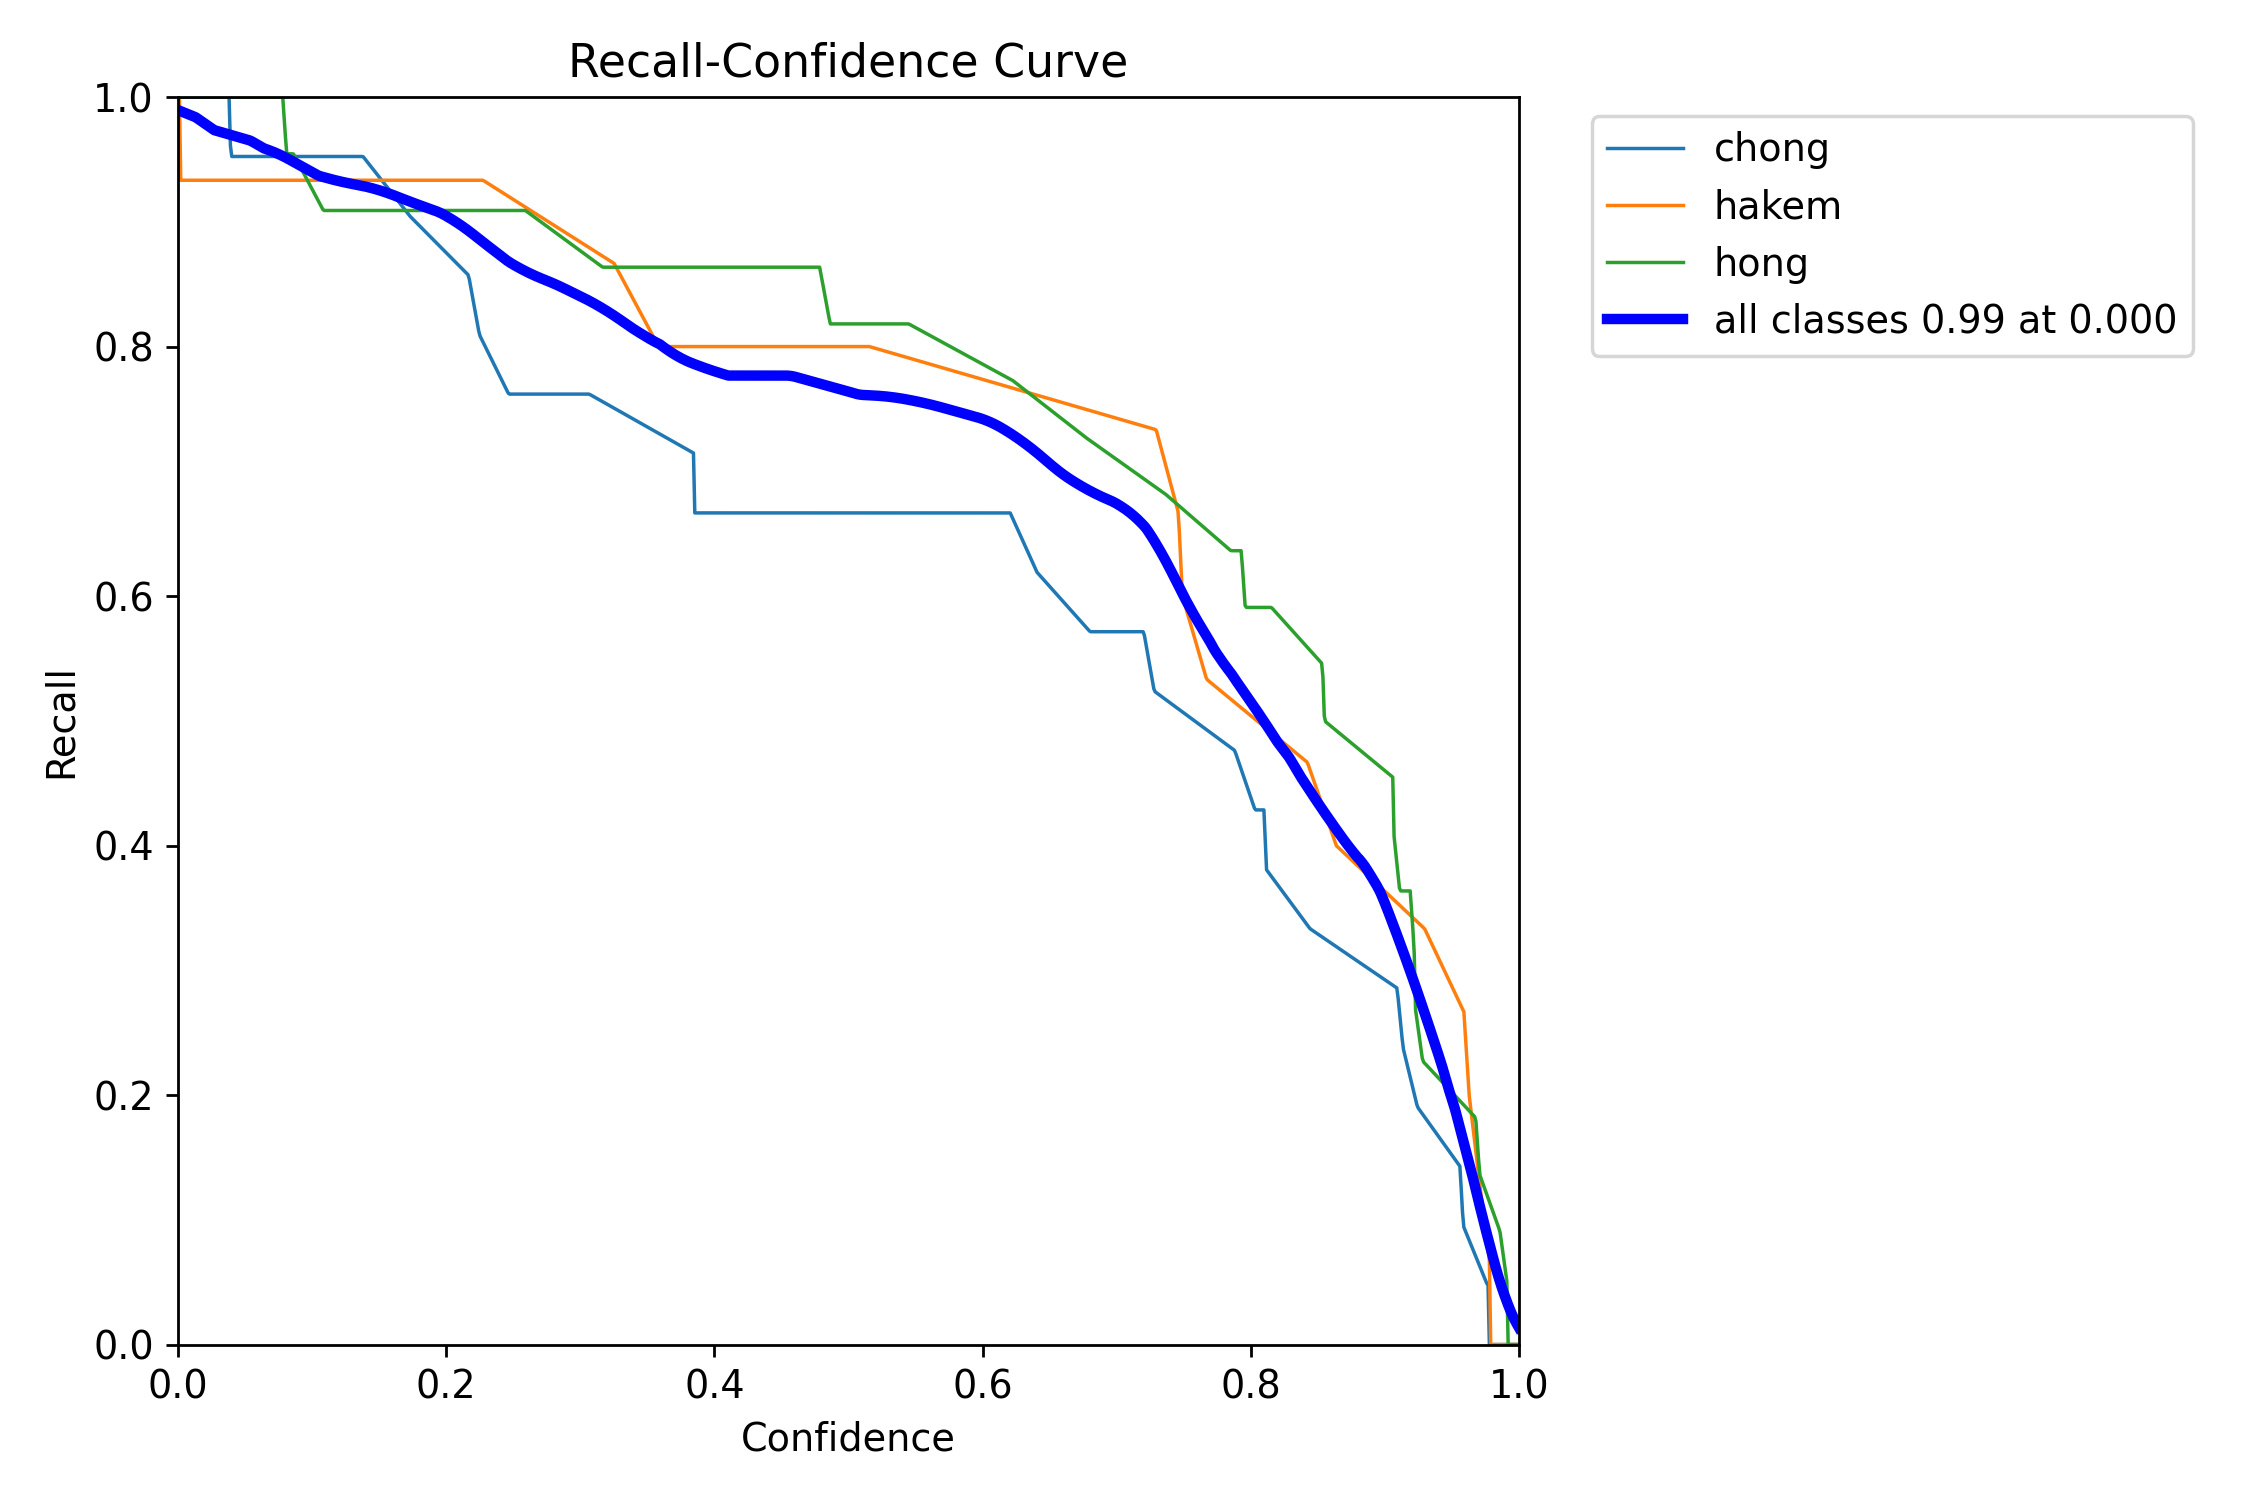 Recall-Confidence Curve
1.0
0.8
0.6
0.4
0.2
0.0
Recall
0.0 0.2 0.4 0.6 0.8 1.0
Confidence
chong
hakem
hong
all classes 0.99 at 0.000